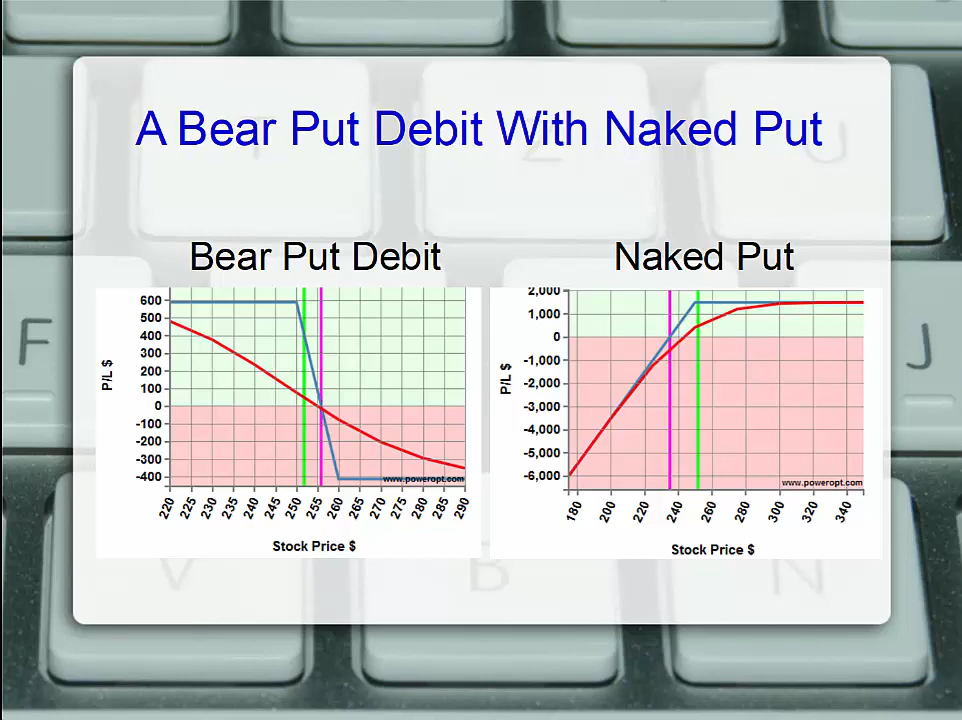 A Bear Put Debit With Naked Put
Bear Put Debit
Naked Put
P/L $
600
500
400
300
200
100
0
-100
-200
-300
-400
www.poweropt.com
220 225 230 235 240 245 250 255 260 265 270 275 280 285 290
Stock Price $
P/L $
2,000
1,000
0
-1,000
-2,000
-3,000
-4,000
-5,000
-6,000
www.poweropt.com
180 200 220 240 260 280 300 320 340
Stock Price $
F
J
V
B
N
U
Z